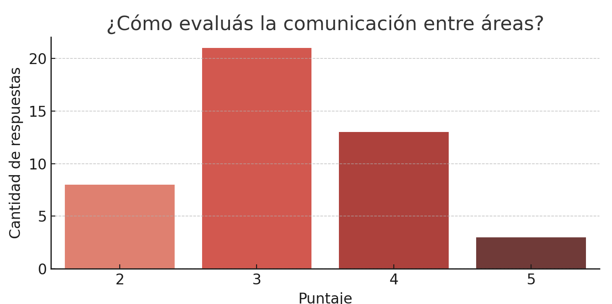 ¿Cómo evaluás la comunicación entre áreas?
Cantidad de respuestas
20
15
10
5
0
2 3 4 5
Puntaje